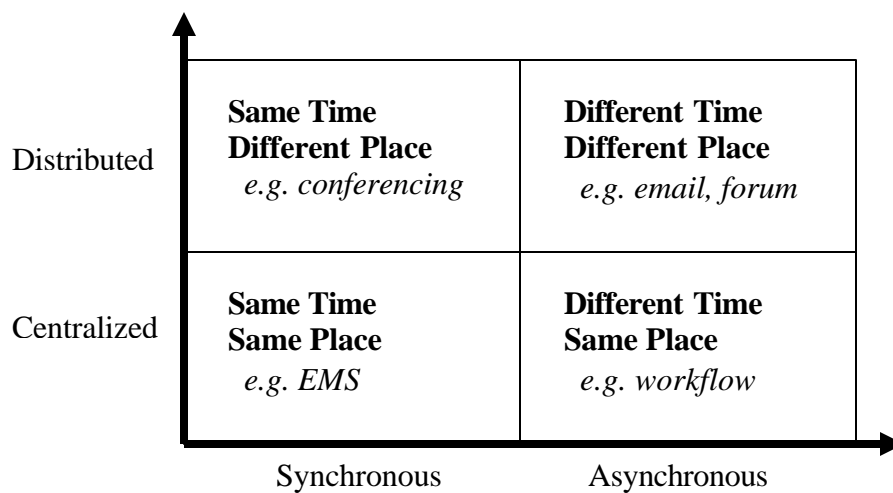 Distributed
Same Time
Different Place
e.g. conferencing
Different Time
Different Place
e.g. email, forum
Centralized
Same Time
Same Place
e.g. EMS
Different Time
Same Place
e.g. workflow
Synchronous
Asynchronous